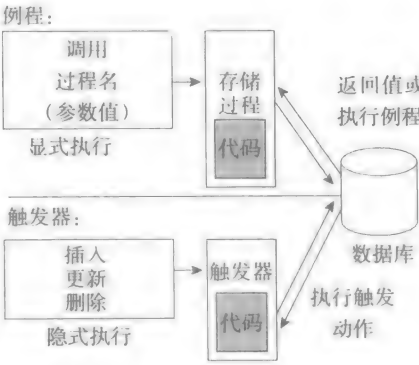 例程：
调用
过程名
（参数值）
显式执行
存储
过程
代码
返回值或
执行例程
触发器：
插入
更新
删除
隐式执行
触发器
代码
数据库
执行触发
动作